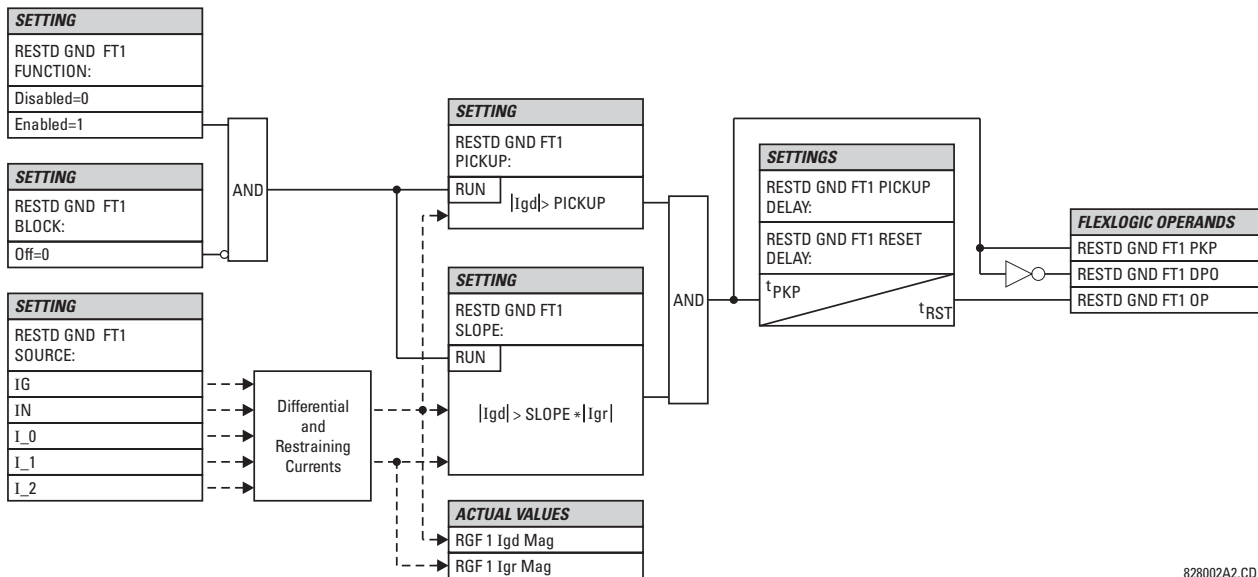 SETTING
RESTD GND FT1
FUNCTION:
Disabled=0
Enabled=1
SETTING
RESTD GND FT1
BLOCK:
Off=0
SETTING
RESTD GND FT1
SOURCE:
IG
IN
I_0
I_1
I_2
AND
Differential
and
Restraining
Currents
SETTING
RESTD GND FT1
PICKUP:
RUN
|Igd| > PICKUP
SETTING
RESTD GND FT1
SLOPE:
RUN
|Igd| > SLOPE * |Igr|
ACTUAL VALUES
RGF 1 Igd Mag
RGF 1 Igr Mag
AND
SETTINGS
RESTD GND FT1 PICKUP
DELAY:
RESTD GND FT1 RESET
DELAY:
tPKP
tRST
FLEXLOGIC OPERANDS
RESTD GND FT1 PKP
RESTD GND FT1 DPO
RESTD GND FT1 OP
828002A2.CD